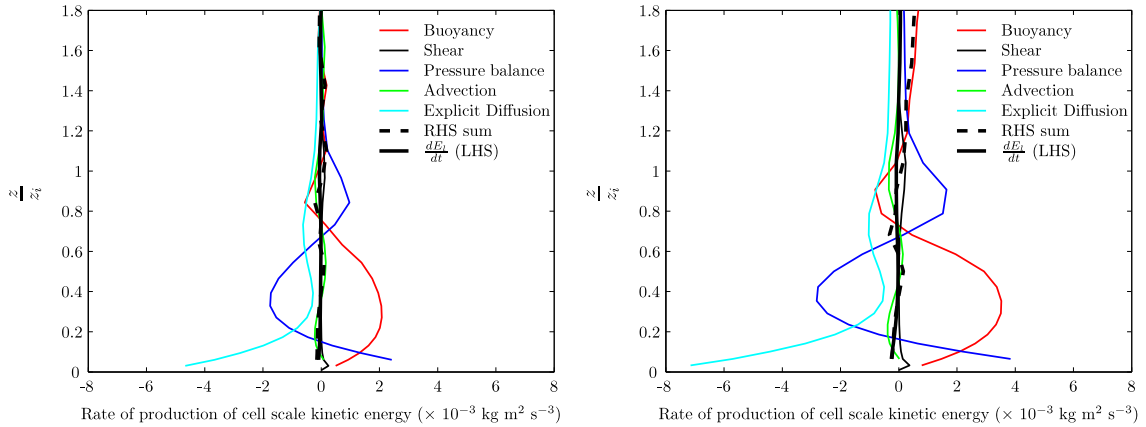 1.8
1.6
1.4
1.2
1
0.8
0.6
0.4
0.2
0
z/z_i
-8 -6 -4 -2 0 2 4 6 8
Rate of production of cell scale kinetic energy (× 10⁻³ kg m² s⁻³)
Buoyancy
Shear
Pressure balance
Advection
Explicit Diffusion
RHS sum
dE_i/dt (LHS)
1.8
1.6
1.4
1.2
1
0.8
0.6
0.4
0.2
0
z/z_i
-8 -6 -4 -2 0 2 4 6 8
Rate of production of cell scale kinetic energy (× 10⁻³ kg m² s⁻³)
Buoyancy
Shear
Pressure balance
Advection
Explicit Diffusion
RHS sum
dE_i/dt (LHS)